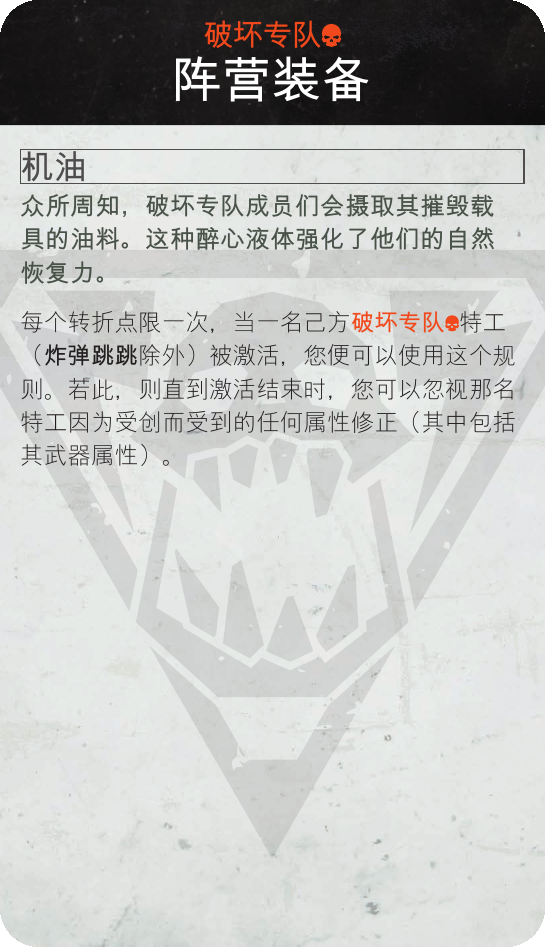 破坏专队
阵营装备
机油
众所周知，破坏专队成员们会摄取其摧毁载
具的油料。这种醉心液体强化了他们的自然
恢复力。
每个转折点限一次，当一名己方破坏专队特工
（炸弹跳跳除外）被激活，您便可以使用这个规
则。若此，则直到激活结束时，您可以忽视那名
特工因为受创而受到的任何属性修正（其中包括
其武器属性）。